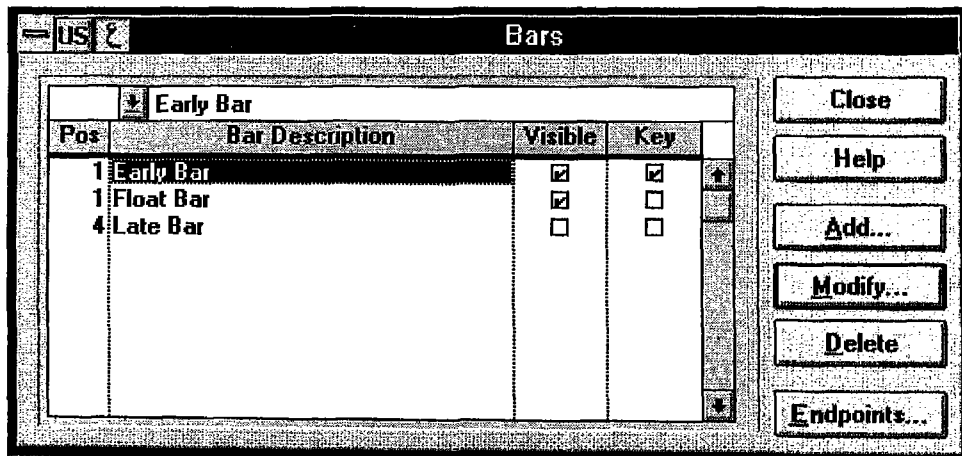 US Bars
Early Bar
Pos Bar Description Visible Key
1 Early Bar
1 Float Bar
4 Late Bar
Close
Help
Add...
Modify...
Delete
Endpoints...